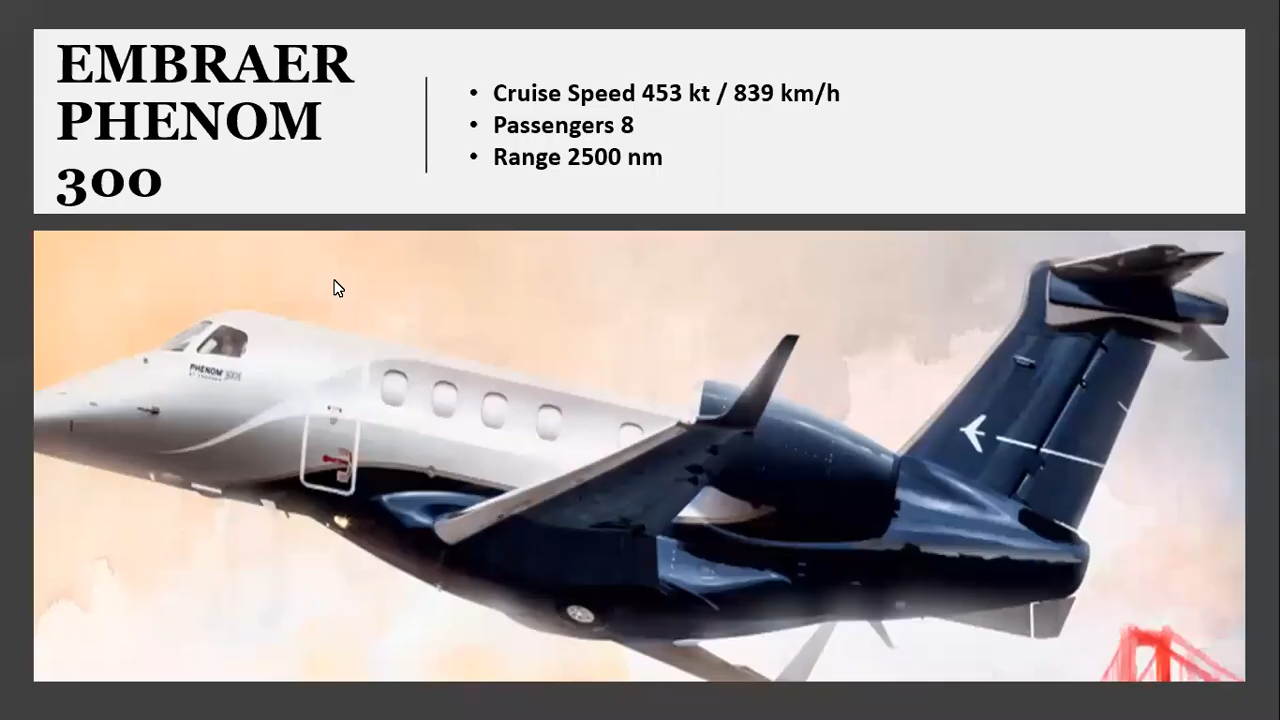 EMBRAER
PHENOM
300
• Cruise Speed 453 kt / 839 km/h
• Passengers 8
• Range 2500 nm
PHENOM 300E